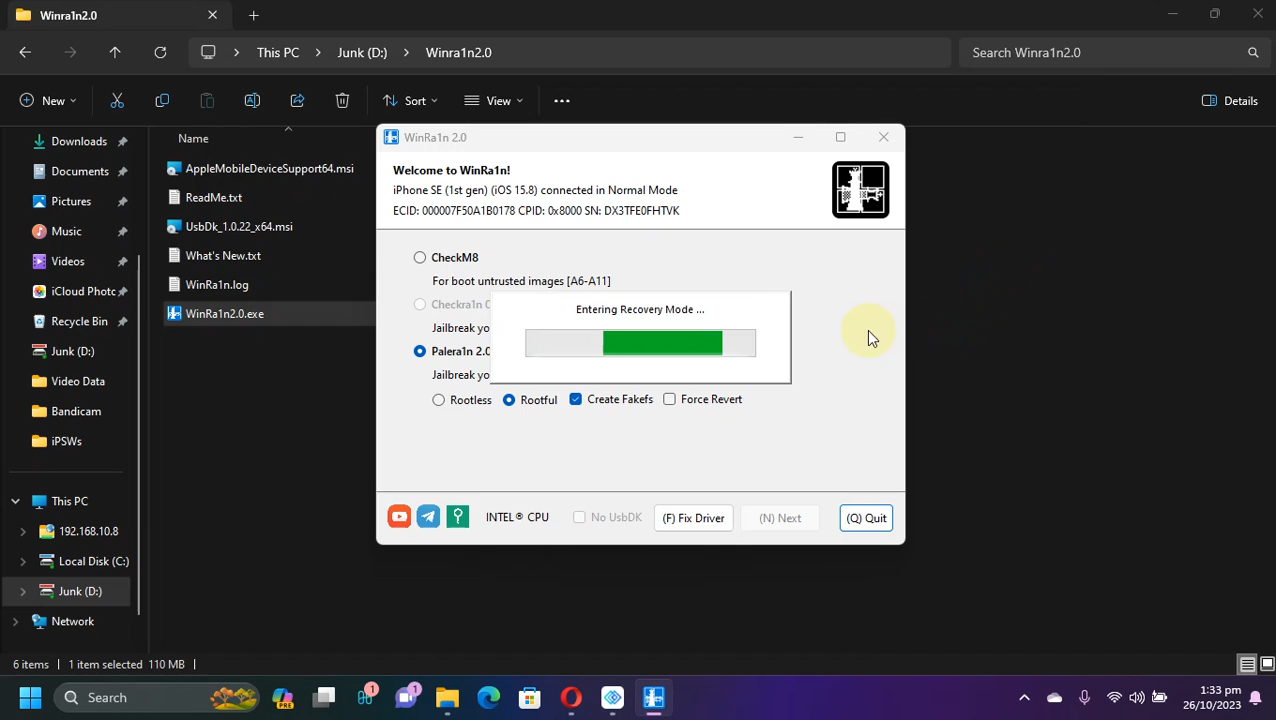 Winra1n2.0
This PC
Junk (D:)
Winra1n2.0
Search Winra1n2.0
New
Sort
View
Details
Downloads
Documents
Pictures
Music
Videos
iCloud Photo
Recycle Bin
Junk (D:)
Video Data
Bandicam
iPSWs
This PC
192.168.10.8
Local Disk (C:)
Junk (D:)
Network
Name
AppleMobileDeviceSupport64.msi
ReadMe.txt
UsbDk_1.0.22_x64.msi
What's New.txt
WinRa1n.log
WinRa1n2.0.exe
WinRa1n 2.0
Welcome to WinRa1n!
iPhone SE (1st gen) (iOS 15.8) connected in Normal Mode
ECID: 000007F50A1B0178 CPID: 0x8000 SN: DX3TFE0FHTVK
CheckM8
For boot untrusted images [A6-A11]
Checkra1n
Jailbreak yo
Palera1n 2.0
Jailbreak yo
Entering Recovery Mode ...
Rootless Rootful Create Fakefs Force Revert
INTEL® CPU No UsbDK (F) Fix Driver (N) Next (Q) Quit
6 items 1 item selected 110 MB
Search
PRE
1
1
1:33 pm
26/10/2023